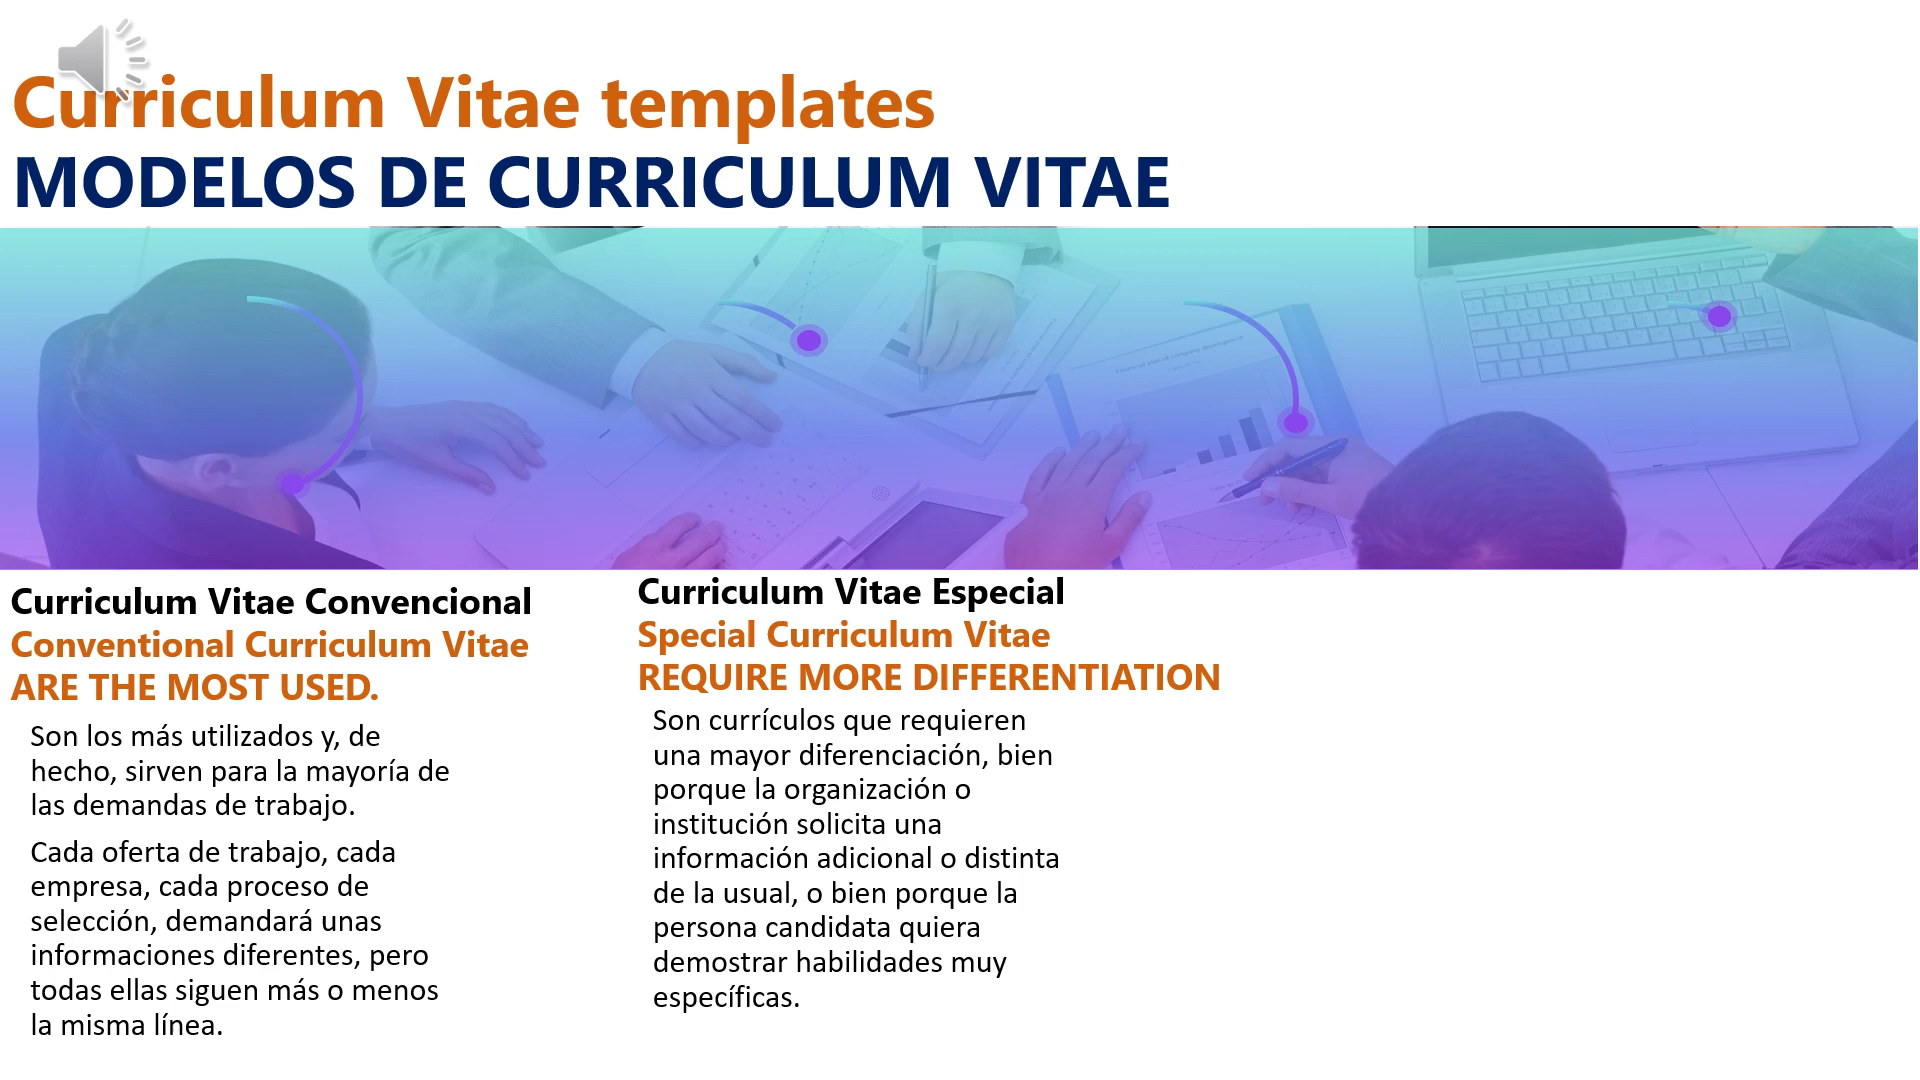 Curriculum Vitae templates
MODELOS DE CURRICULUM VITAE
Curriculum Vitae Convencional
Conventional Curriculum Vitae
ARE THE MOST USED.
Son los más utilizados y, de
hecho, sirven para la mayoría de
las demandas de trabajo.
Cada oferta de trabajo, cada
empresa, cada proceso de
selección, demandará unas
informaciones diferentes, pero
todas ellas siguen más o menos
la misma línea.
Curriculum Vitae Especial
Special Curriculum Vitae
REQUIRE MORE DIFFERENTIATION
Son currículos que requieren
una mayor diferenciación, bien
porque la organización o
institución solicita una
información adicional o distinta
de la usual, o bien porque la
persona candidata quiera
demostrar habilidades muy
específicas.